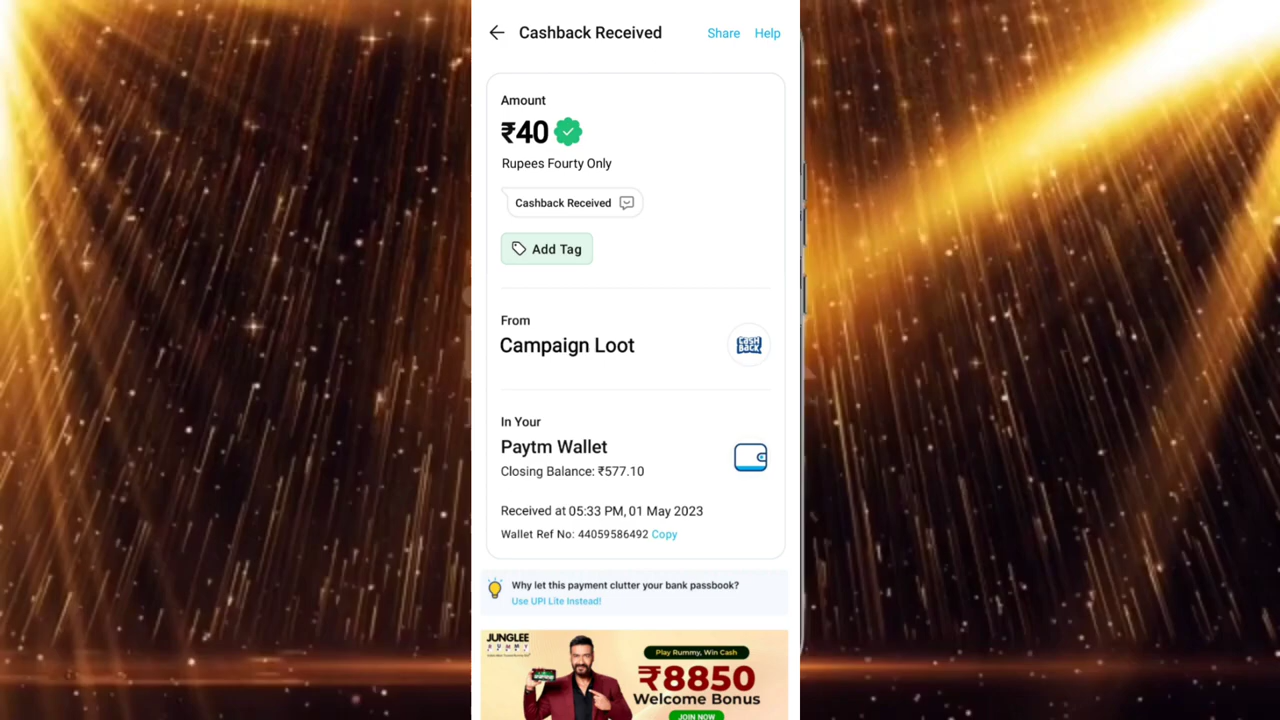 Cashback Received
Share
Help
Amount
₹40
Rupees Fourty Only
Cashback Received
Add Tag
From
Campaign Loot
CASH
BACK
In Your
Paytm Wallet
Closing Balance: ₹577.10
Received at 05:33 PM, 01 May 2023
Wallet Ref No: 44059586492 Copy
Why let this payment clutter your bank passbook?
Use UPI Lite Instead!
JUNGLEE
RUMMY
Play Rummy, Win Cash
₹8850
Welcome Bonus
JOIN NOW